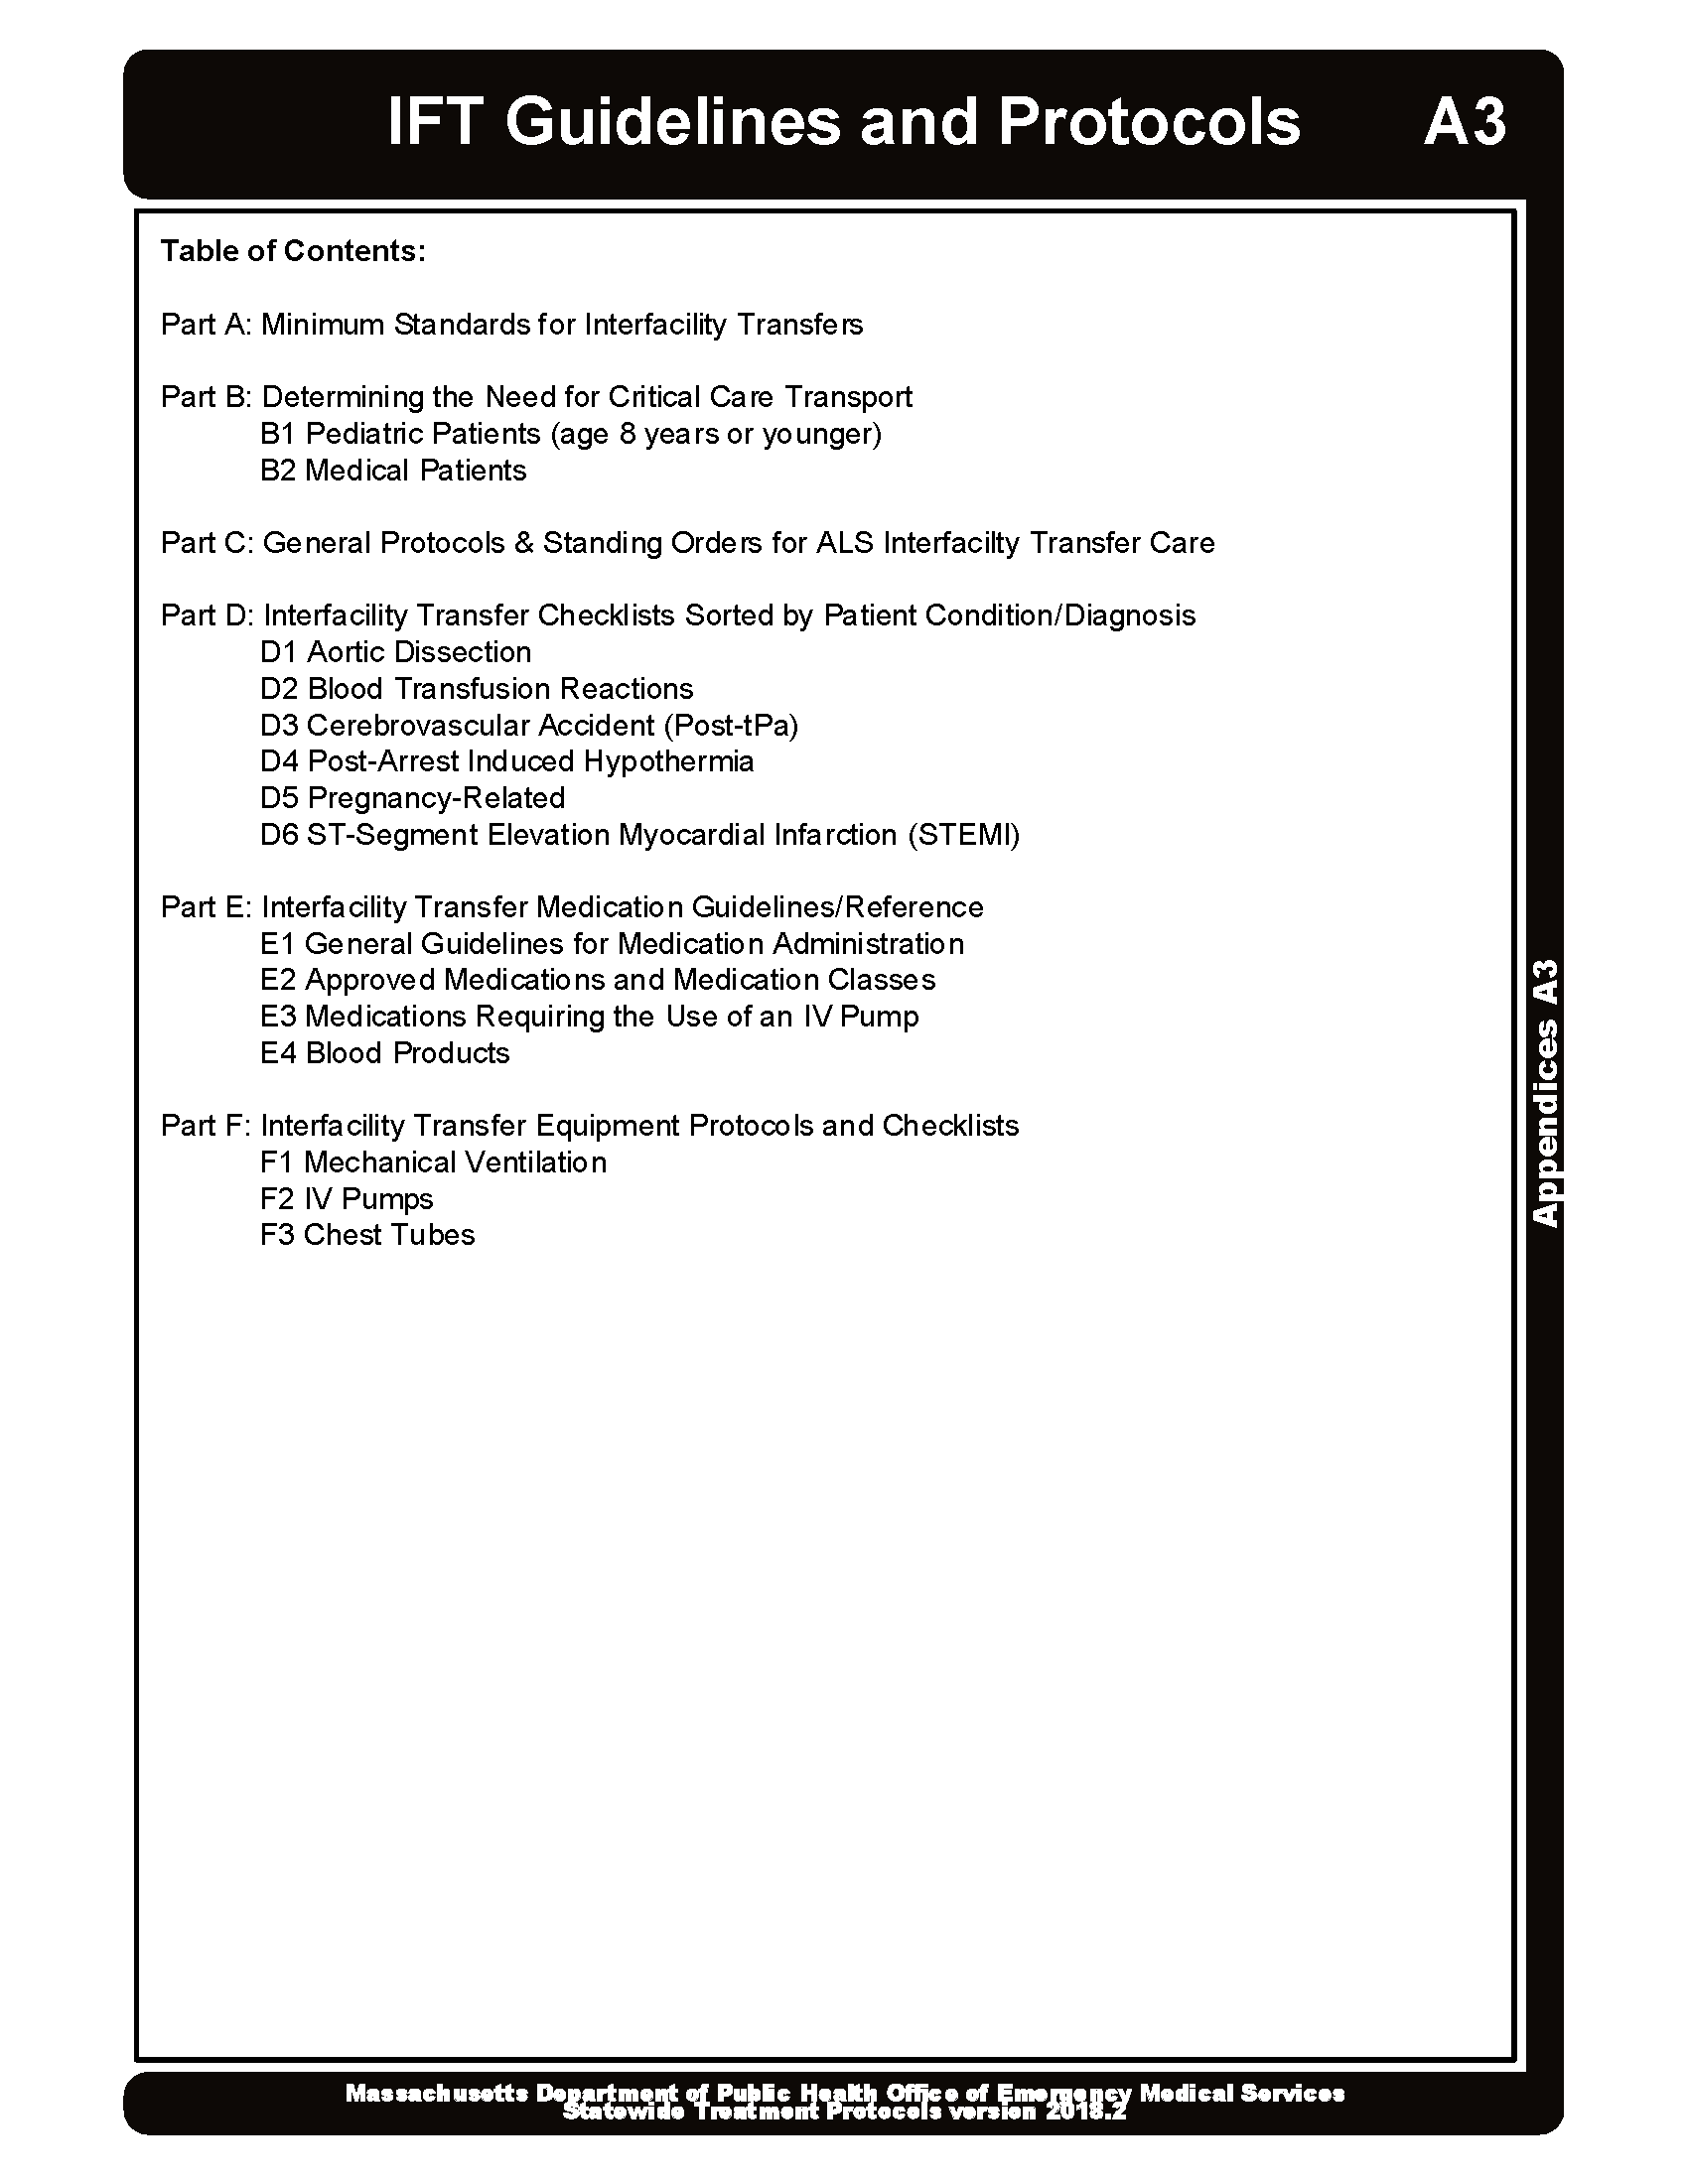 IFT Guidelines and Protocols A3
Table of Contents:
Part A: Minimum Standards for Interfacility Transfers
Part B: Determining the Need for Critical Care Transport
B1 Pediatric Patients (age 8 years or younger)
B2 Medical Patients
Part C: General Protocols & Standing Orders for ALS Interfacilty Transfer Care
Part D: Interfacility Transfer Checklists Sorted by Patient Condition/Diagnosis
D1 Aortic Dissection
D2 Blood Transfusion Reactions
D3 Cerebrovascular Accident (Post-tPa)
D4 Post-Arrest Induced Hypothermia
D5 Pregnancy-Related
D6 ST-Segment Elevation Myocardial Infarction (STEMI)
Part E: Interfacility Transfer Medication Guidelines/Reference
E1 General Guidelines for Medication Administration
E2 Approved Medications and Medication Classes
E3 Medications Requiring the Use of an IV Pump
E4 Blood Products
Part F: Interfacility Transfer Equipment Protocols and Checklists
F1 Mechanical Ventilation
F2 IV Pumps
F3 Chest Tubes
Appendices A3
Massachusetts Department of Public Health Office of Emergency Medical Services
Statewide Treatment Protocols version 2018.2